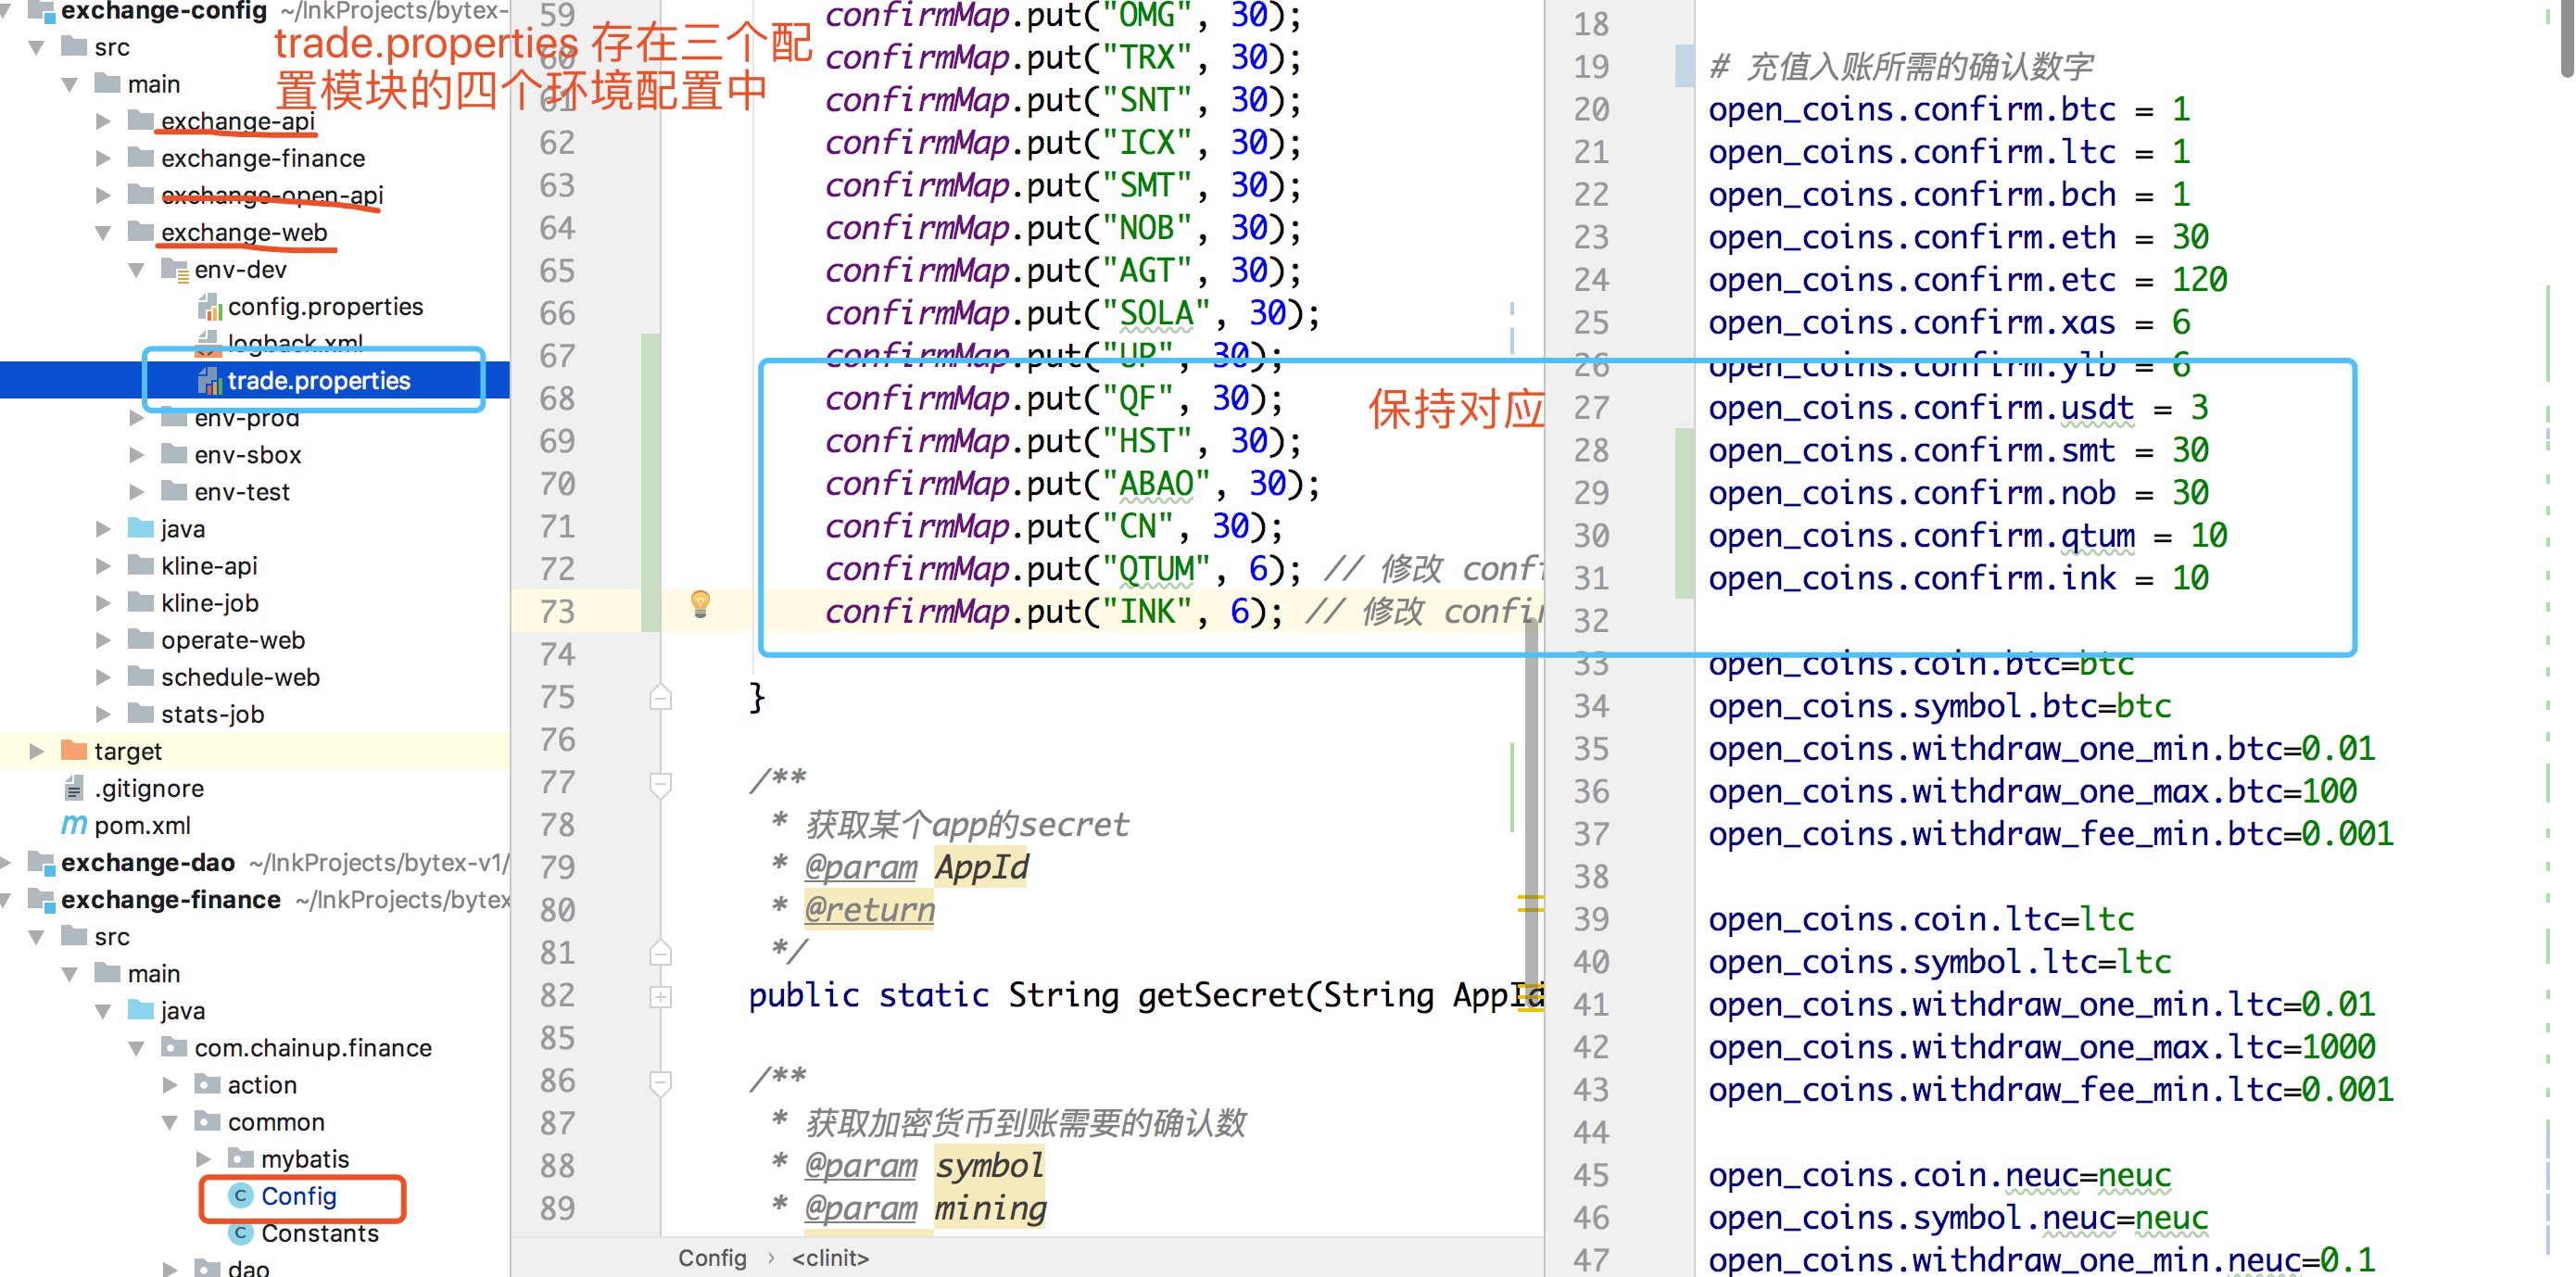 exchange-config ~/InkProjects/bytex-
src
main
exchange-api
exchange-finance
exchange-open-api
exchange-web
env-dev
config.properties
logback.xml
trade.properties
env-prod
env-sbox
env-test
java
kline-api
kline-job
operate-web
schedule-web
stats-job
target
.gitignore
pom.xml
exchange-dao ~/InkProjects/bytex-v1/
exchange-finance ~/InkProjects/bytex
src
main
java
com.chainup.finance
action
common
mybatis
Config
Constants
dao
trade.properties 存在三个配
置模块的四个环境配置中
59 confirmMap.put("OMG", 30);
60 confirmMap.put("TRX", 30);
61 confirmMap.put("SNT", 30);
62 confirmMap.put("ICX", 30);
63 confirmMap.put("SMT", 30);
64 confirmMap.put("NOB", 30);
65 confirmMap.put("AGT", 30);
66 confirmMap.put("SOLA", 30);
67 confirmMap.put("UP", 30);
68 confirmMap.put("QF", 30);
69 confirmMap.put("HST", 30);
70 confirmMap.put("ABAO", 30);
71 confirmMap.put("CN", 30);
72 confirmMap.put("QTUM", 6); // 修改 conf
73 confirmMap.put("INK", 6); // 修改 confir
74
75 }
76
77 /**
78 * 获取某个app的secret
79 * @param AppId
80 * @return
81 */
82 public static String getSecret(String AppId
85
86 /**
87 * 获取加密货币到账需要的确认数
88 * @param symbol
89 * @param mining
Config › <clinit>
保持对应
18
19 # 充值入账所需的确认数字
20 open_coins.confirm.btc = 1
21 open_coins.confirm.ltc = 1
22 open_coins.confirm.bch = 1
23 open_coins.confirm.eth = 30
24 open_coins.confirm.etc = 120
25 open_coins.confirm.xas = 6
26 open_coins.confirm.ylb = 6
27 open_coins.confirm.usdt = 3
28 open_coins.confirm.smt = 30
29 open_coins.confirm.nob = 30
30 open_coins.confirm.qtum = 10
31 open_coins.confirm.ink = 10
32
33 open_coins.coin.btc=btc
34 open_coins.symbol.btc=btc
35 open_coins.withdraw_one_min.btc=0.01
36 open_coins.withdraw_one_max.btc=100
37 open_coins.withdraw_fee_min.btc=0.001
38
39 open_coins.coin.ltc=ltc
40 open_coins.symbol.ltc=ltc
41 open_coins.withdraw_one_min.ltc=0.01
42 open_coins.withdraw_one_max.ltc=1000
43 open_coins.withdraw_fee_min.ltc=0.001
44
45 open_coins.coin.neuc=neuc
46 open_coins.symbol.neuc=neuc
47 open_coins.withdraw_one_min.neuc=0.1